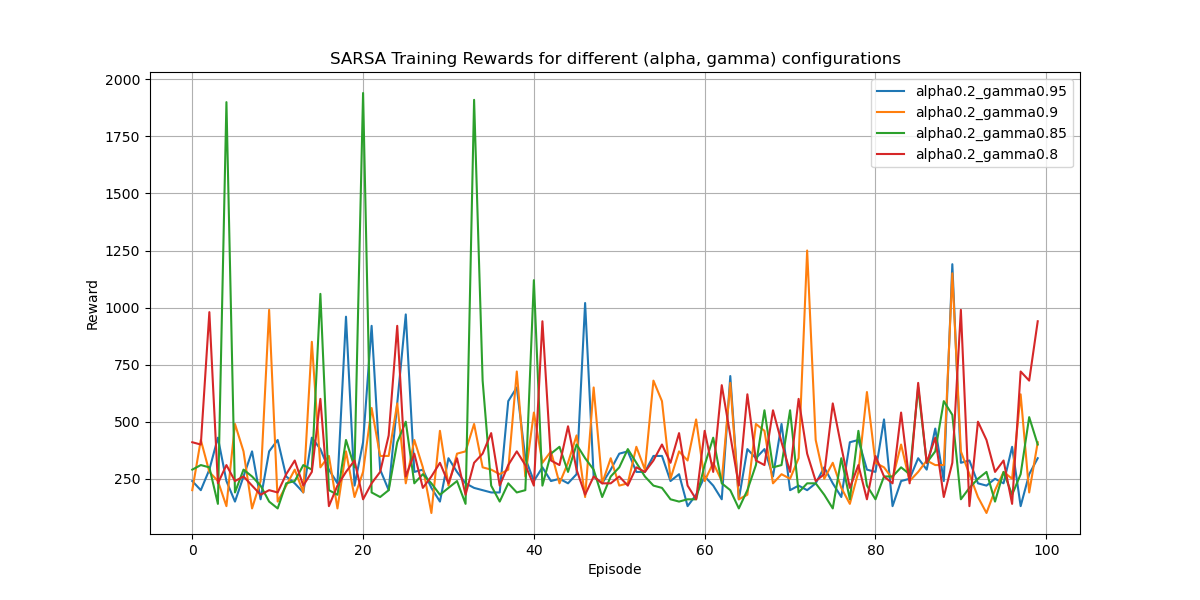 SARSA Training Rewards for different (alpha, gamma) configurations
2000
1750
1500
1250
1000
750
500
250
Reward
alpha0.2_gamma0.95
alpha0.2_gamma0.9
alpha0.2_gamma0.85
alpha0.2_gamma0.8
0 20 40 60 80 100
Episode